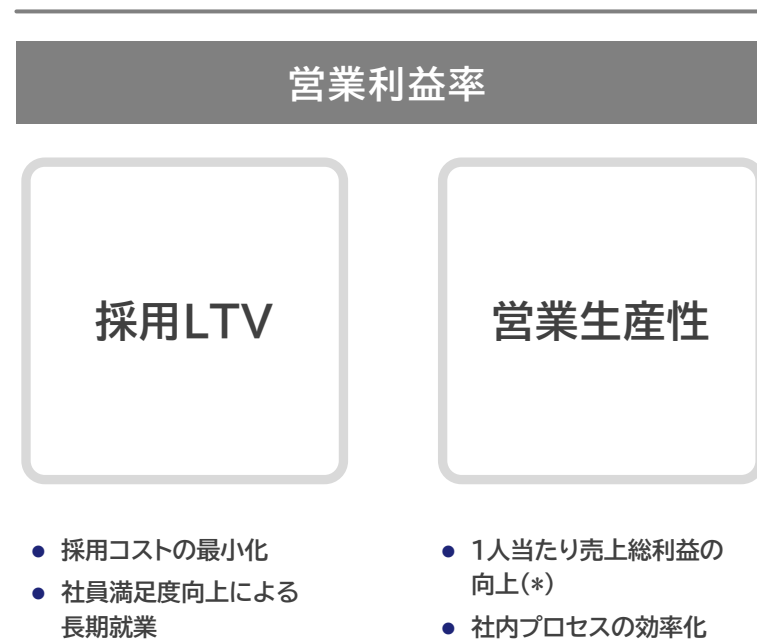 営業利益率
採用LTV
営業生産性
● 採用コストの最小化
● 社員満足度向上による
長期就業
● 1人当たり売上総利益の
向上(*)
● 社内プロセスの効率化